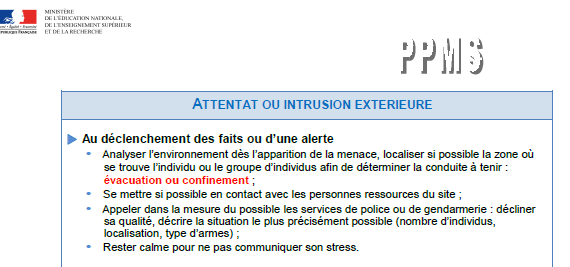 MINISTÈRE
DE L'ÉDUCATION NATIONALE,
DE L'ENSEIGNEMENT SUPÉRIEUR
ET DE LA RECHERCHE
RÉPUBLIQUE FRANÇAISE
PPMS
ATTENTAT OU INTRUSION EXTERIEURE
Au déclenchement des faits ou d'une alerte
• Analyser l'environnement dès l'apparition de la menace, localiser si possible la zone où
se trouve l'individu ou le groupe d'individus afin de déterminer la conduite à tenir :
évacuation ou confinement ;
• Se mettre si possible en contact avec les personnes ressources du site ;
• Appeler dans la mesure du possible les services de police ou de gendarmerie : décliner
sa qualité, décrire la situation le plus précisément possible (nombre d'individus,
localisation, type d'armes) ;
• Rester calme pour ne pas communiquer son stress.